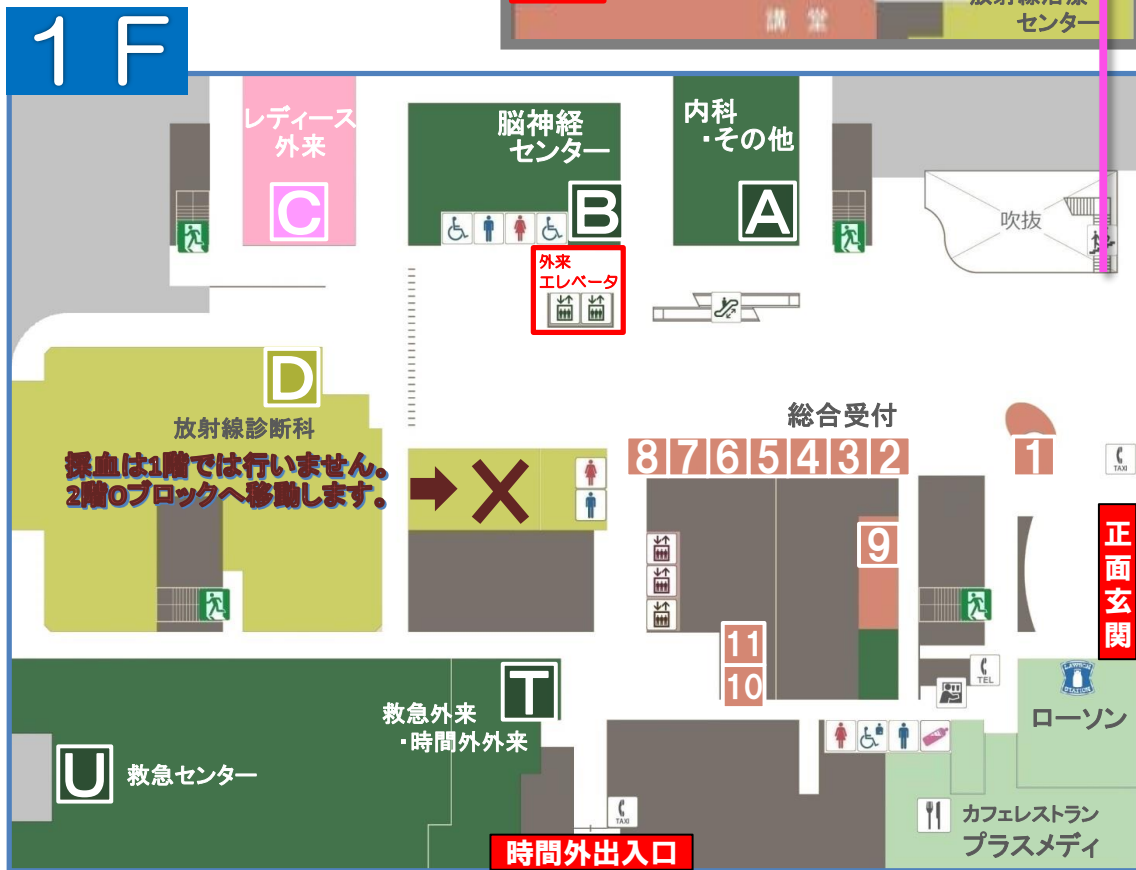 講堂
放射線治療
センター
1F
レディース
外来
C
脳神経
センター
B
内科
・その他
A
吹抜
外来
エレベータ
D
放射線診断科
採血は1階では行いません。
2階Oブロックへ移動します。
総合受付
8 7 6 5 4 3 2
1
TAXI
9
正面玄関
11
10
TEL
LAWSON
STATION
ローソン
T
救急外来
・時間外外来
U
救急センター
TAXI
時間外出入口
カフェレストラン
プラスメディ